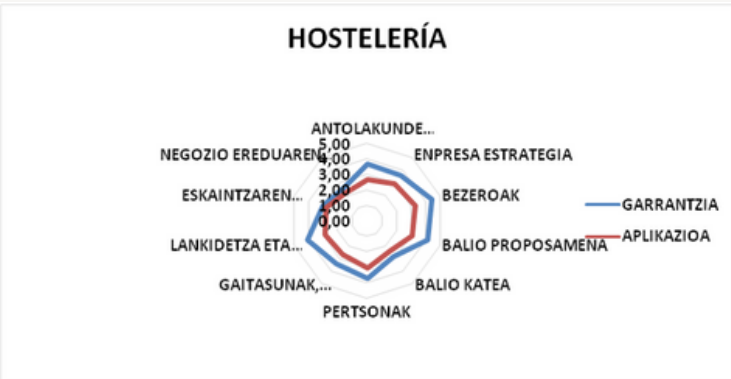 HOSTELERÍA
ANTOLAKUNDE...
NEGOZIO EREDUAREN...
ENPRESA ESTRATEGIA
5,00
4,00
3,00
2,00
1,00
0,00
ESKAINTZAREN...
BEZEROAK
GARRANTZIA
APLIKAZIOA
LANKIDETZA ETA...
BALIO PROPOSAMENA
GAITASUNAK,...
BALIO KATEA
PERTSONAK